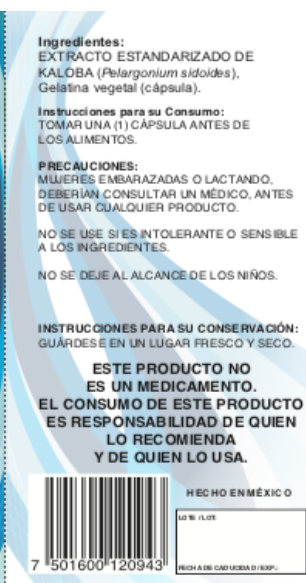 Ingredientes:
EXTRACTO ESTANDARIZADO DE
KALOBA (Pelargonium sidoides),
Gelatina vegetal (cápsula).
Instrucciones para su Consumo:
TOMAR UNA (1) CÁPSULA ANTES DE
LOS ALIMENTOS.
PRECAUCIONES:
MUJERES EMBARAZADAS O LACTANDO,
DEBERÍAN CONSULTAR UN MÉDICO, ANTES
DE USAR CUALQUIER PRODUCTO.
NO SE USE SI ES INTOLERANTE O SENSIBLE
A LOS INGREDIENTES.
NO SE DEJE AL ALCANCE DE LOS NIÑOS.
INSTRUCCIONES PARA SU CONSERVACIÓN:
GUÁRDESE EN UN LUGAR FRESCO Y SECO.
ESTE PRODUCTO NO
ES UN MEDICAMENTO.
EL CONSUMO DE ESTE PRODUCTO
ES RESPONSABILIDAD DE QUIEN
LO RECOMIENDA
Y DE QUIEN LO USA.
HECHO EN MÉXICO
LOTE / LOT:
FECHA DE CADUCIDAD / EXP.:
7 501600 120943